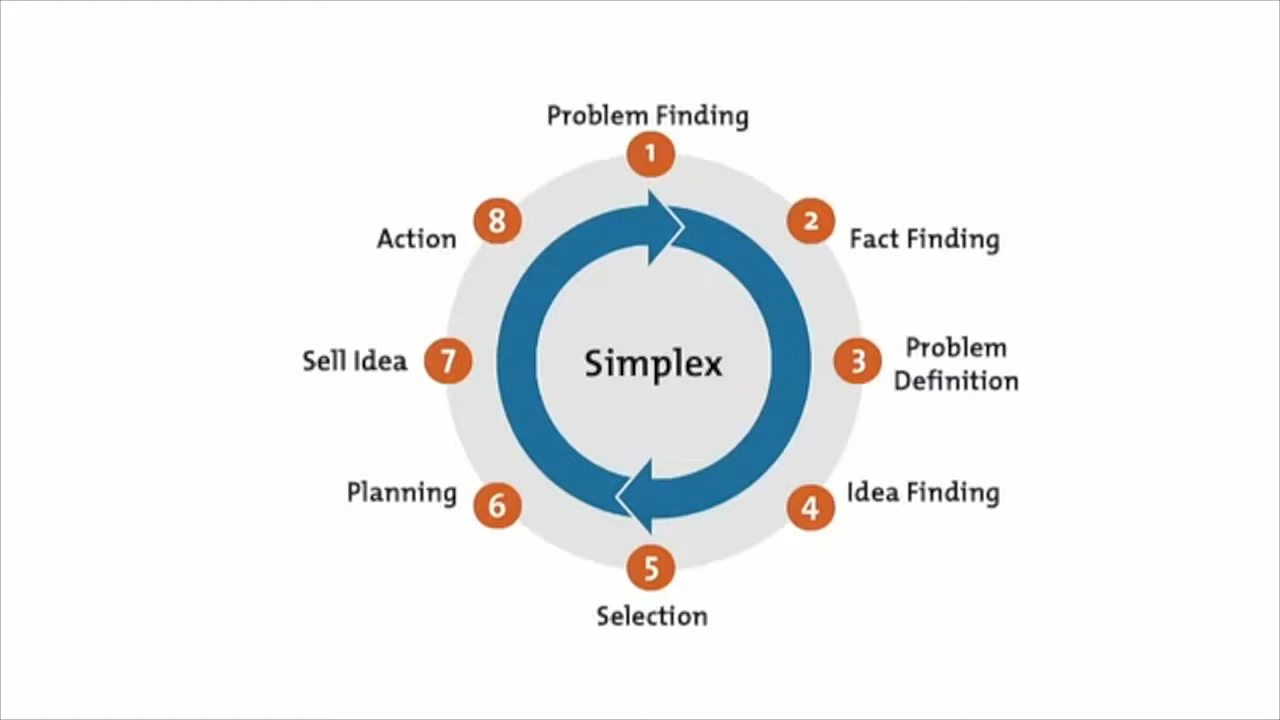 Problem Finding
1
2
Fact Finding
3
Problem
Definition
4
Idea Finding
5
Selection
6
Planning
7
Sell Idea
8
Action
Simplex